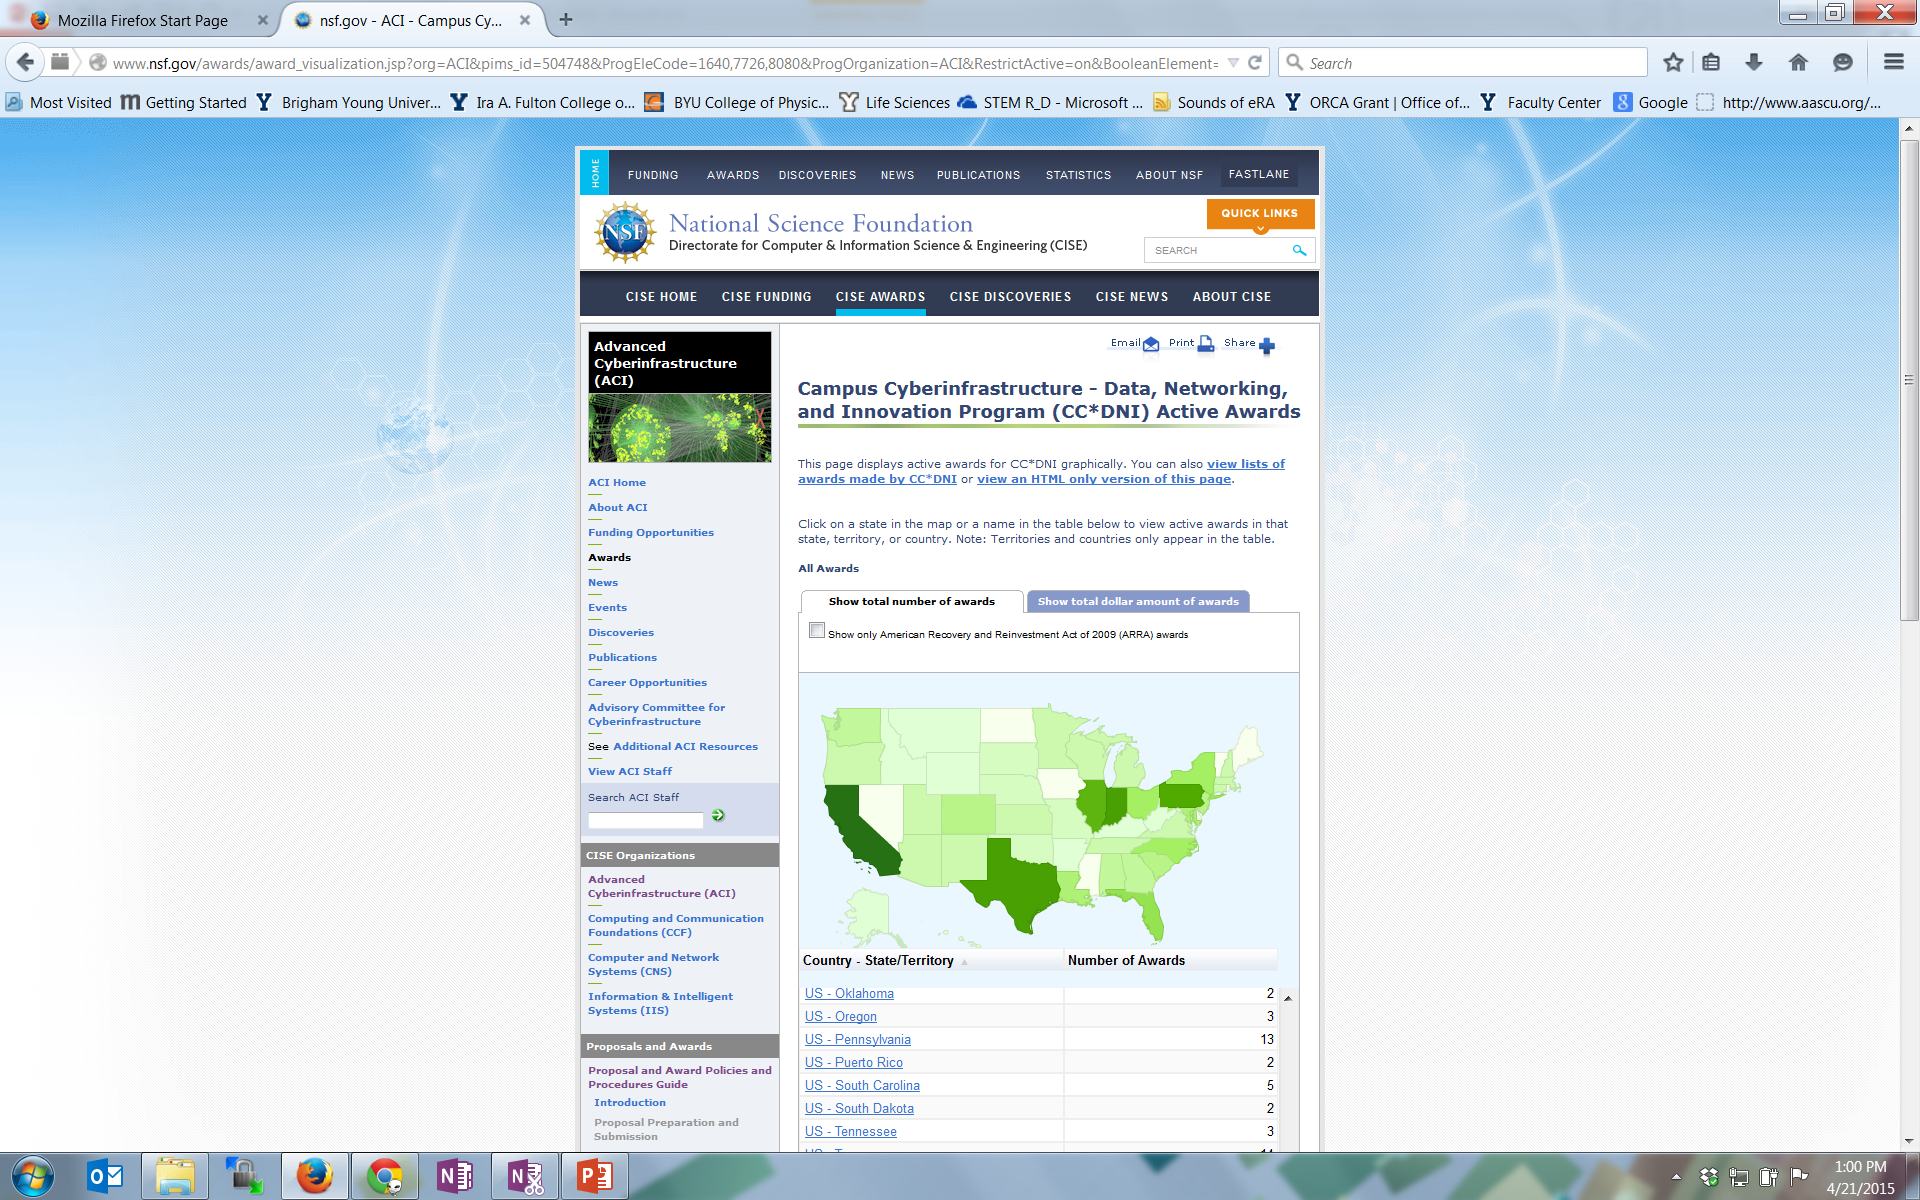 Mozilla Firefox Start Page
nsf.gov - ACI - Campus Cy...
www.nsf.gov/awards/award_visualization.jsp?org=ACI&pims_id=504748&ProgEleCode=1640,7726,8080&ProgOrganization=ACI&RestrictActive=on&BooleanElement=
Search
Most Visited
Getting Started
Brigham Young Univer...
Ira A. Fulton College o...
BYU College of Physic...
Life Sciences
STEM R_D - Microsoft ...
Sounds of eRA
ORCA Grant | Office of...
Faculty Center
Google
http://www.aascu.org/...
HOME
FUNDING
AWARDS
DISCOVERIES
NEWS
PUBLICATIONS
STATISTICS
ABOUT NSF
FASTLANE
NSF
National Science Foundation
Directorate for Computer & Information Science & Engineering (CISE)
QUICK LINKS
SEARCH
CISE HOME
CISE FUNDING
CISE AWARDS
CISE DISCOVERIES
CISE NEWS
ABOUT CISE
Advanced
Cyberinfrastructure
(ACI)
ACI Home
About ACI
Funding Opportunities
Awards
News
Events
Discoveries
Publications
Career Opportunities
Advisory Committee for
Cyberinfrastructure
See Additional ACI Resources
View ACI Staff
Search ACI Staff
CISE Organizations
Advanced
Cyberinfrastructure (ACI)
Computing and Communication
Foundations (CCF)
Computer and Network
Systems (CNS)
Information & Intelligent
Systems (IIS)
Proposals and Awards
Proposal and Award Policies and
Procedures Guide
Introduction
Proposal Preparation and
Submission
Email
Print
Share
Campus Cyberinfrastructure - Data, Networking,
and Innovation Program (CC*DNI) Active Awards
This page displays active awards for CC*DNI graphically. You can also view lists of
awards made by CC*DNI or view an HTML only version of this page.
Click on a state in the map or a name in the table below to view active awards in that
state, territory, or country. Note: Territories and countries only appear in the table.
All Awards
Show total number of awards
Show total dollar amount of awards
Show only American Recovery and Reinvestment Act of 2009 (ARRA) awards
Country - State/Territory
Number of Awards
US - Oklahoma 2
US - Oregon 3
US - Pennsylvania 13
US - Puerto Rico 2
US - South Carolina 5
US - South Dakota 2
US - Tennessee 3
1:00 PM
4/21/2015